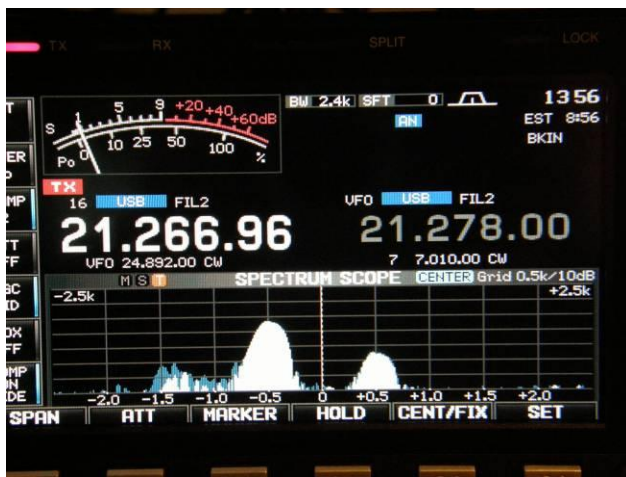 TX RX SPLIT LOCK
BW 2.4k SFT 0 1356
AN EST 8:56
BKIN
S 1 5 9 +20 +40 +60dB
Po 0 10 25 50 100 %
TX
16 USB FIL2 VFO USB FIL2
21.266.96 21.278.00
VFO 24.892.00 CW 7 7.010.00 CW
M S SPECTRUM SCOPE CENTER Grid 0.5k/10dB
-2.5k +2.5k
-2.0 -1.5 -1.0 -0.5 0 +0.5 +1.0 +1.5 +2.0
SPAN ATT MARKER HOLD CENT/FIX SET